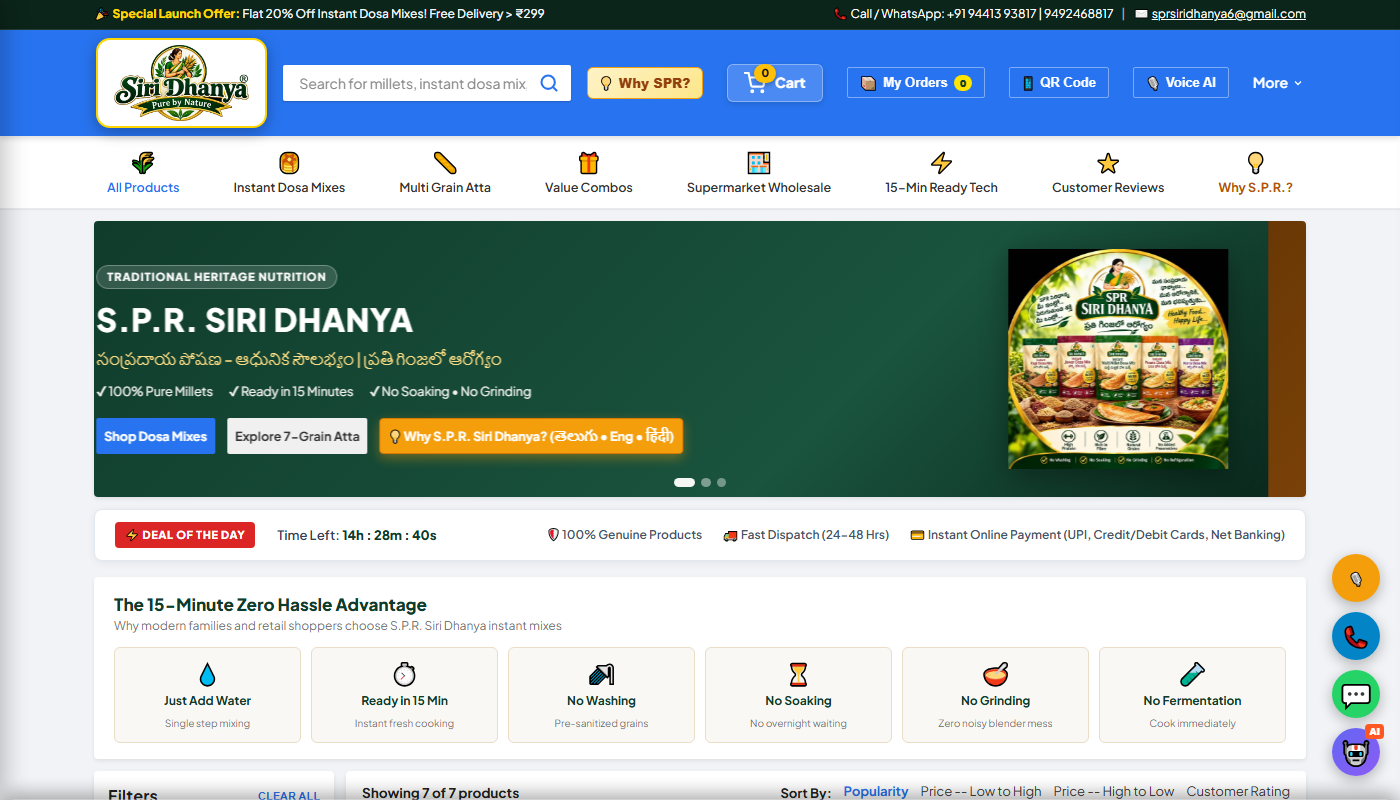 Special Launch Offer: Flat 20% Off Instant Dosa Mixes! Free Delivery > ₹299
Call / WhatsApp: +91 94413 93817 | 9492468817 | sprsiridhanya6@gmail.com
Siri Dhanya®
Pure by Nature
Search for millets, instant dosa mix
Why SPR?
0
Cart
My Orders 0
QR Code
Voice AI
More
All Products
Instant Dosa Mixes
Multi Grain Atta
Value Combos
Supermarket Wholesale
15-Min Ready Tech
Customer Reviews
Why S.P.R.?
TRADITIONAL HERITAGE NUTRITION
S.P.R. SIRI DHANYA
సంప్రదాయ పోషణ - ఆధునిక సౌలభ్యం | ప్రతి గింజలో ఆరోగ్యం
✓100% Pure Millets ✓Ready in 15 Minutes ✓No Soaking • No Grinding
Shop Dosa Mixes
Explore 7-Grain Atta
Why S.P.R. Siri Dhanya? (తెలుగు • Eng • हिंदी)
SPR
SIRI DHANYA
ప్రతి గింజలో ఆరోగ్యం
Healthy Food...
Happy Life...
DEAL OF THE DAY
Time Left: 14h : 28m : 40s
100% Genuine Products
Fast Dispatch (24-48 Hrs)
Instant Online Payment (UPI, Credit/Debit Cards, Net Banking)
The 15-Minute Zero Hassle Advantage
Why modern families and retail shoppers choose S.P.R. Siri Dhanya instant mixes
Just Add Water
Single step mixing
Ready in 15 Min
Instant fresh cooking
No Washing
Pre-sanitized grains
No Soaking
No overnight waiting
No Grinding
Zero noisy blender mess
No Fermentation
Cook immediately
AI
Filters
CLEAR ALL
Showing 7 of 7 products
Sort By: Popularity Price -- Low to High Price -- High to Low Customer Rating